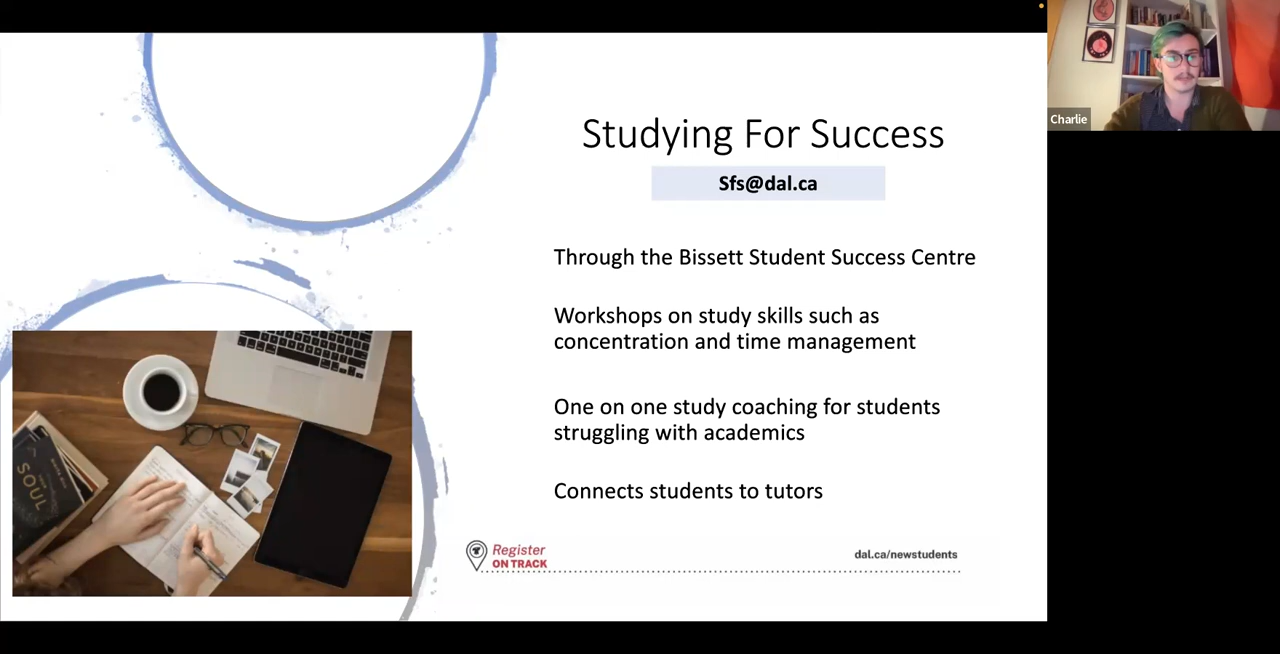 Charlie
Studying For Success
Sfs@dal.ca
Through the Bissett Student Success Centre
Workshops on study skills such as
concentration and time management
One on one study coaching for students
struggling with academics
Connects students to tutors
SOUL
Register
ON TRACK
dal.ca/newstudents